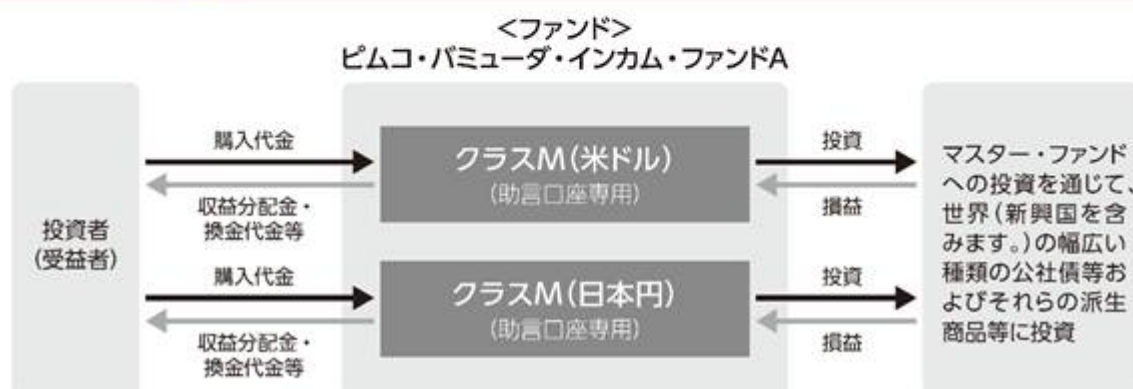 ＜ファンド＞
ピムコ・バミューダ・インカム・ファンドA
投資者
(受益者)
購入代金
収益分配金・
換金代金等
クラスM(米ドル)
(助言口座専用)
投資
損益
購入代金
収益分配金・
換金代金等
クラスM(日本円)
(助言口座専用)
投資
損益
マスター・ファンド
への投資を通じて、
世界(新興国を含
みます。)の幅広い
種類の公社債等お
よびそれらの派生
商品等に投資